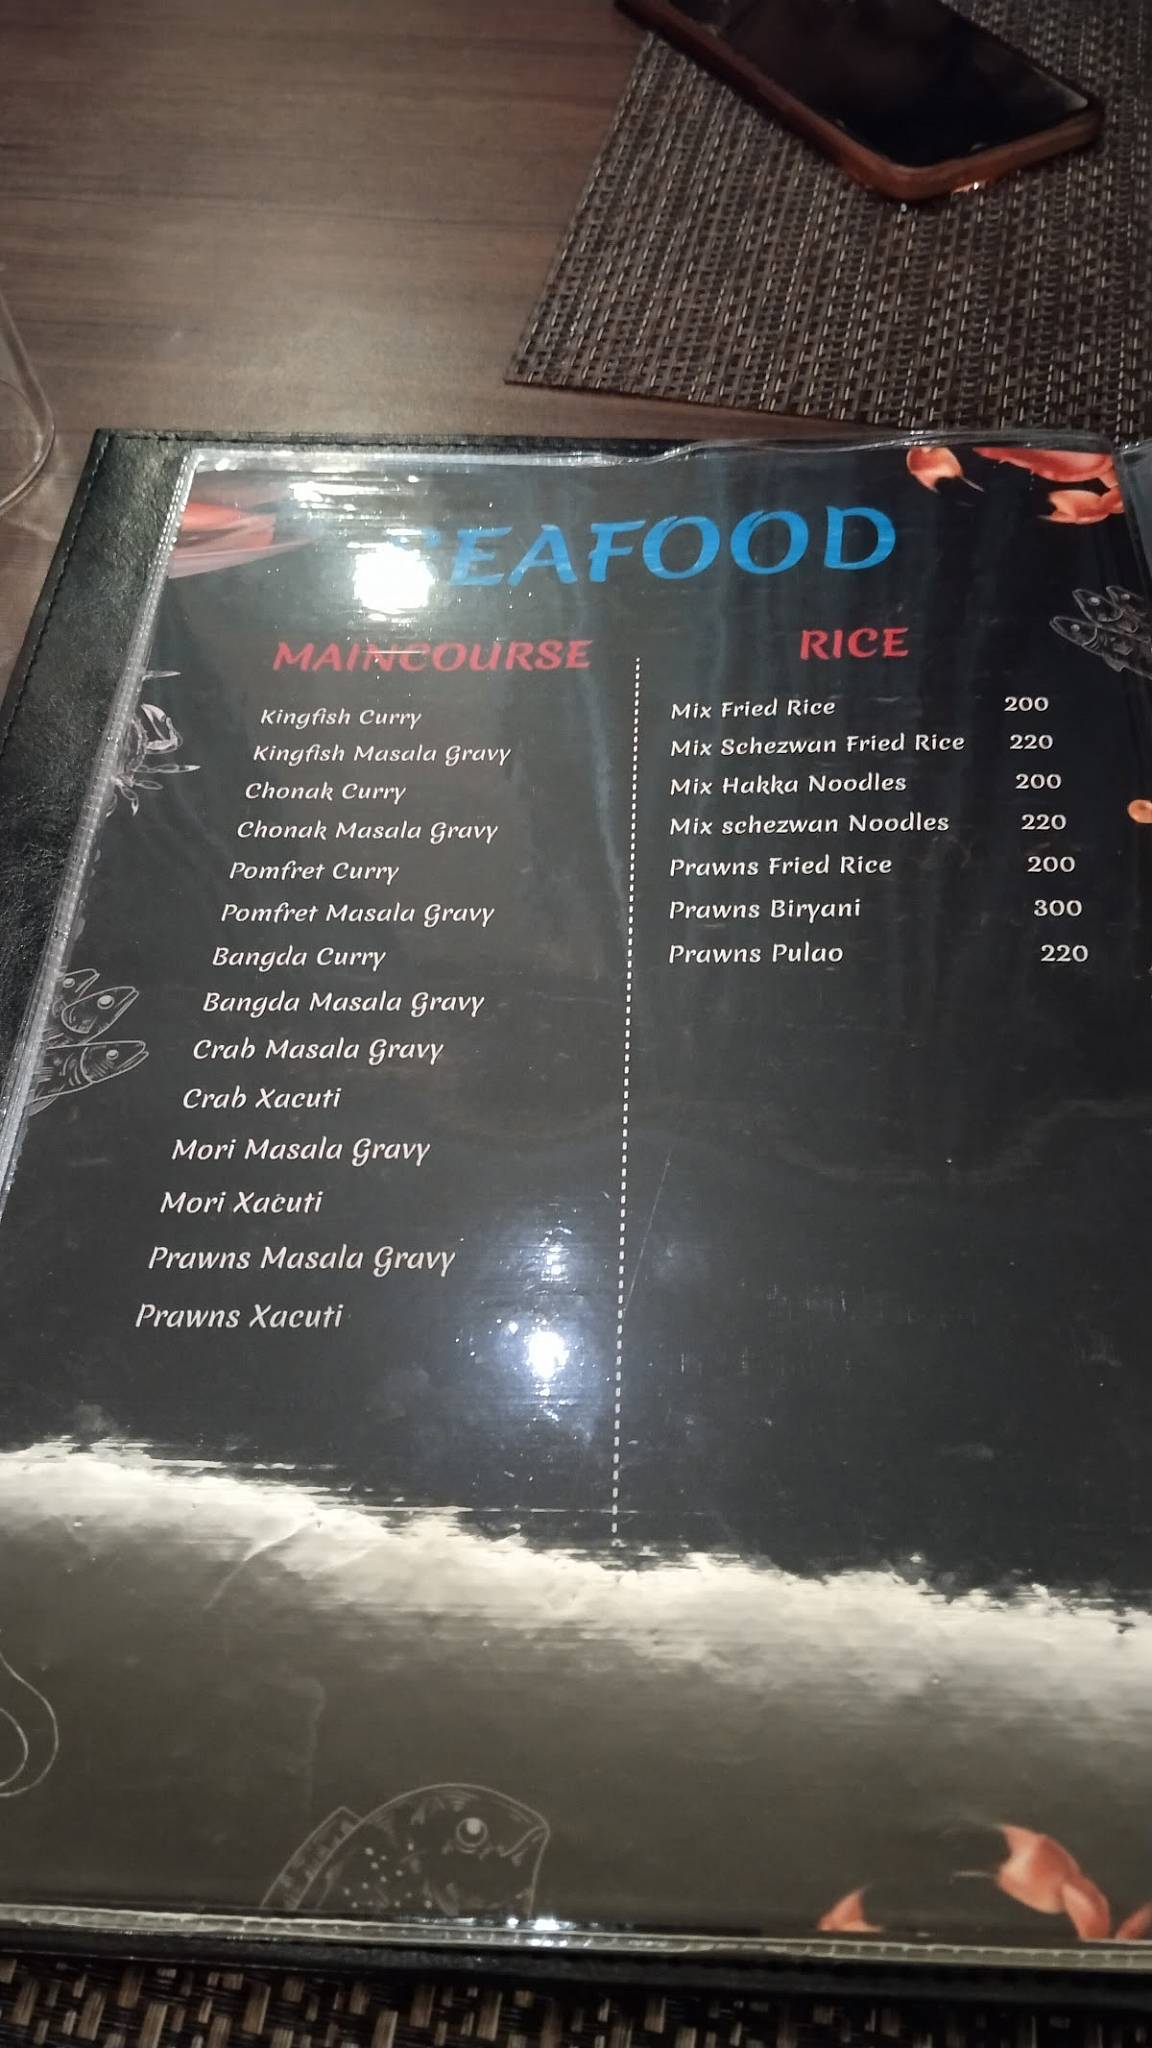 SEAFOOD
MAINCOURSE
Kingfish Curry
Kingfish Masala Gravy
Chonak Curry
Chonak Masala Gravy
Pomfret Curry
Pomfret Masala Gravy
Bangda Curry
Bangda Masala Gravy
Crab Masala Gravy
Crab Xacuti
Mori Masala Gravy
Mori Xacuti
Prawns Masala Gravy
Prawns Xacuti
RICE
Mix Fried Rice 200
Mix Schezwan Fried Rice 220
Mix Hakka Noodles 200
Mix schezwan Noodles 220
Prawns Fried Rice 200
Prawns Biryani 300
Prawns Pulao 220